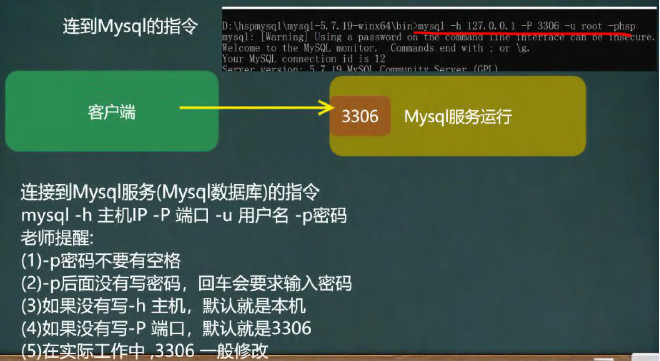 连到Mysql的指令
D:\hspmysql\mysql-5.7.19-winx64\bin>mysql -h 127.0.0.1 -P 3306 -u root -phsp
mysql: [Warning] Using a password on the command line interface can be insecure.
Welcome to the MySQL monitor.  Commands end with ; or \g.
Your MySQL connection id is 12
Server version: 5.7.19 MySQL Community Server (GPL)
客户端
3306
Mysql服务运行
连接到Mysql服务(Mysql数据库)的指令
mysql -h 主机IP -P 端口 -u 用户名 -p密码
老师提醒:
(1)-p密码不要有空格
(2)-p后面没有写密码，回车会要求输入密码
(3)如果没有写-h 主机，默认就是本机
(4)如果没有写-P 端口，默认就是3306
(5)在实际工作中 ,3306 一般修改